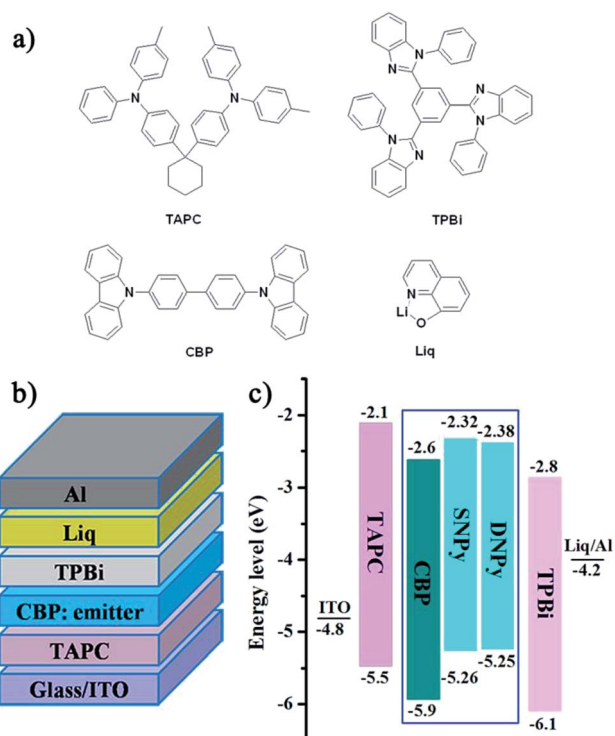 a)
N
N
TAPC
N
N
N
N
N
N
TPBi
N
N
CBP
N
Li
O
Liq
b)
Al
Liq
TPBi
CBP: emitter
TAPC
Glass/ITO
c)
Energy level (eV)
-2
-3
-4
-5
-6
ITO
-4.8
-2.1
TAPC
-5.5
-2.6
CBP
-5.9
-2.32
SNPy
-5.26
-2.38
DNPy
-5.25
-2.8
TPBi
-6.1
Liq/Al
-4.2